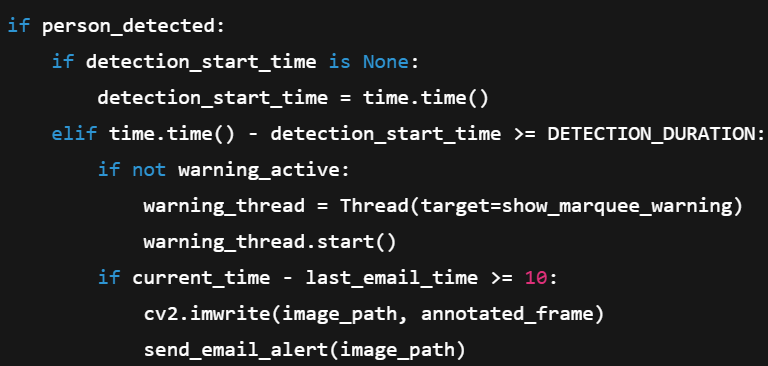 if person_detected:
    if detection_start_time is None:
        detection_start_time = time.time()
    elif time.time() - detection_start_time >= DETECTION_DURATION:
        if not warning_active:
            warning_thread = Thread(target=show_marquee_warning)
            warning_thread.start()
        if current_time - last_email_time >= 10:
            cv2.imwrite(image_path, annotated_frame)
            send_email_alert(image_path)